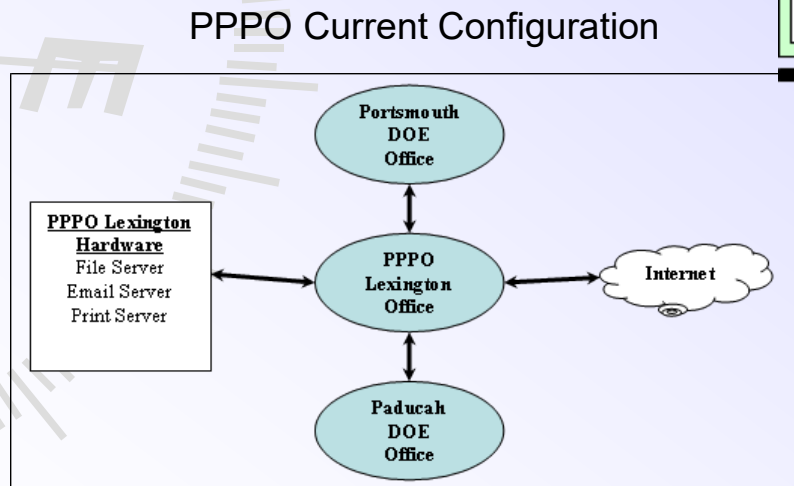 PPPO Current Configuration
Portsmouth
DOE
Office
PPPO Lexington
Hardware
File Server
Email Server
Print Server
PPPO
Lexington
Office
Internet
Paducah
DOE
Office